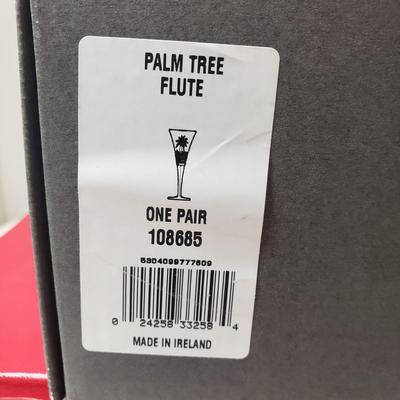 PALM TREE
FLUTE
ONE PAIR
108685
5304099777609
0 24258 33258 4
MADE IN IRELAND